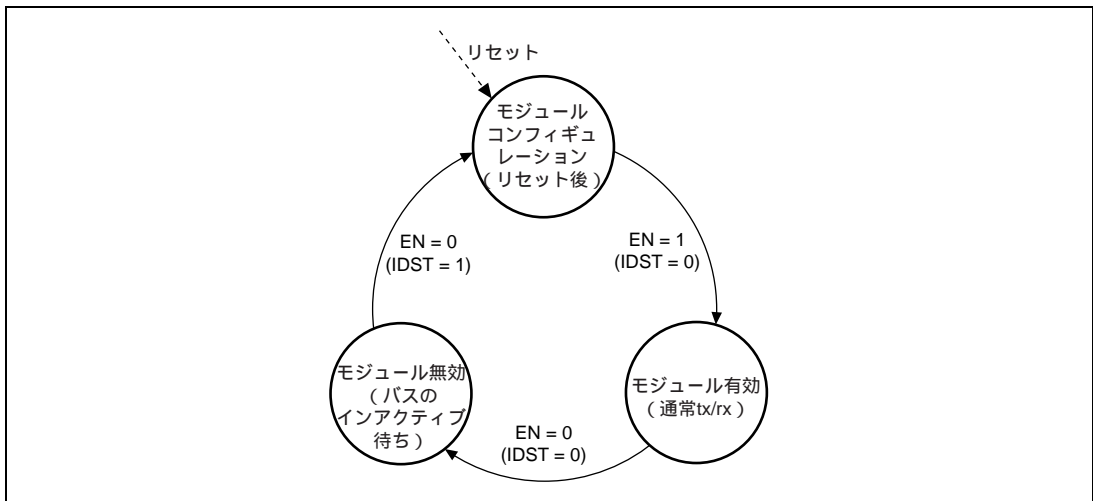 リセット
モジュール
コンフィギュ
レーション
（リセット後）
EN = 0
(IDST = 1)
EN = 1
(IDST = 0)
モジュール無効
（バスの
インアクティブ
待ち）
モジュール有効
（通常tx/rx）
EN = 0
(IDST = 0)